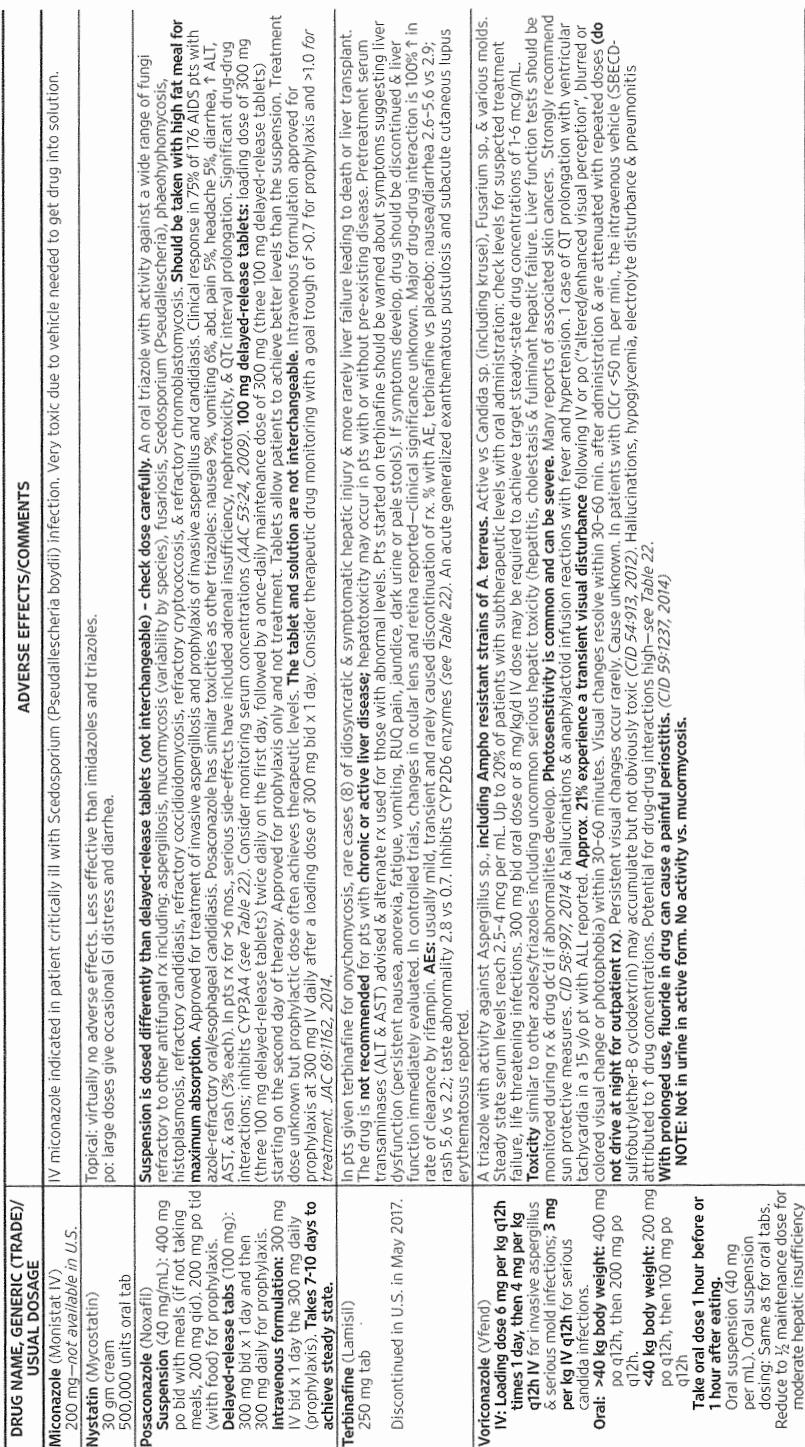 DRUG NAME, GENERIC (TRADE)/
USUAL DOSAGE
ADVERSE EFFECTS/COMMENTS
Miconazole (Monistat IV)
200 mg—not available in U.S.
IV miconazole indicated in patient critically ill with Scedosporium (Pseudallescheria boydii) infection. Very toxic due to vehicle needed to get drug into solution.
Nystatin (Mycostatin)
30 gm cream
500,000 units oral tab
Topical: virtually no adverse effects. Less effective than imidazoles and triazoles.
po: large doses give occasional GI distress and diarrhea.
Posaconazole (Noxafil)
Suspension (40 mg/mL): 400 mg
po bid with meals (if not taking
meals, 200 mg qid). 200 mg po tid
(with food) for prophylaxis.
Delayed-release tabs (100 mg):
300 mg bid x 1 day and then
300 mg daily for prophylaxis.
Intravenous formulation: 300 mg
IV bid x 1 day the 300 mg daily
(prophylaxis). Takes 7-10 days to
achieve steady state.
Suspension is dosed differently than delayed-release tablets (not interchangeable) – check dose carefully. An oral triazole with activity against a wide range of fungi
refractory to other antifungal rx including: aspergillosis, mucormycosis (variability by species), fusariosis, Scedosporium (Pseudallescheria), phaeohyphomycosis,
histoplasmosis, refractory candidiasis, refractory coccidioidomycosis, refractory cryptococcosis, & refractory chromoblastomycosis. Should be taken with high fat meal for
maximum absorption. Approved for treatment of invasive aspergillosis and prophylaxis of invasive aspergillus and candidiasis. Clinical response in 75% of 176 AIDS pts with
azole-refractory oral/esophageal candidiasis. Posaconazole has similar toxicities as other triazoles: nausea 9%, vomiting 6%, abd. pain 5%, headache 5%, diarrhea, ↑ ALT,
AST, & rash (3% each). In pts rx for >6 mos., serious side-effects have included adrenal insufficiency, nephrotoxicity, & QTc interval prolongation. Significant drug-drug
interactions; inhibits CYP3A4 (see Table 22). Consider monitoring serum concentrations (AAC 53:24, 2009). 100 mg delayed-release tablets: loading dose of 300 mg
(three 100 mg delayed-release tablets) twice daily on the first day, followed by a once-daily maintenance dose of 300 mg (three 100 mg delayed-release tablets)
starting on the second day of therapy. Approved for prophylaxis only and not treatment. Tablets allow patients to achieve better levels than the suspension. Treatment
dose unknown but prophylactic dose often achieves therapeutic levels. The tablet and solution are not interchangeable. Intravenous formulation approved for
prophylaxis at 300 mg IV daily after a loading dose of 300 mg bid x 1 day. Consider therapeutic drug monitoring with a goal trough of >0.7 for prophylaxis and >1.0 for
treatment. JAC 69:1162, 2014.
Terbinafine (Lamisil)
250 mg tab
Discontinued in U.S. in May 2017.
In pts given terbinafine for onychomycosis, rare cases (8) of idiosyncratic & symptomatic hepatic injury & more rarely liver failure leading to death or liver transplant.
The drug is not recommended for pts with chronic or active liver disease; hepatotoxicity may occur in pts with or without pre-existing disease. Pretreatment serum
transaminases (ALT & AST) advised & alternate rx used for those with abnormal levels. Pts started on terbinafine should be warned about symptoms suggesting liver
dysfunction (persistent nausea, anorexia, fatigue, vomiting, RUQ pain, jaundice, dark urine or pale stools). If symptoms develop, drug should be discontinued & liver
function immediately evaluated. In controlled trials, changes in ocular lens and retina reported—clinical significance unknown. Major drug-drug interaction is 100% ↑ in
rate of clearance by rifampin. AEs: usually mild, transient and rarely caused discontinuation of rx. % with AE, terbinafine vs placebo: nausea/diarrhea 2.6–5.6 vs 2.9;
rash 5.6 vs 2.2; taste abnormality 2.8 vs 0.7. Inhibits CYP2D6 enzymes (see Table 22). An acute generalized exanthematous pustulosis and subacute cutaneous lupus
erythematosus reported.
Voriconazole (Vfend)
IV: Loading dose 6 mg per kg q12h
times 1 day, then 4 mg per kg
q12h IV for invasive aspergillus
& serious mold infections; 3 mg
per kg IV q12h for serious
candida infections.
Oral: >40 kg body weight: 400 mg
po q12h, then 200 mg po
q12h.
<40 kg body weight: 200 mg
po q12h, then 100 mg po
q12h
Take oral dose 1 hour before or
1 hour after eating.
Oral suspension (40 mg
per mL). Oral suspension
dosing: Same as for oral tabs.
Reduce to ½ maintenance dose for
moderate hepatic insufficiency
A triazole with activity against Aspergillus sp., including Ampho resistant strains of A. terreus. Active vs Candida sp. (including krusei), Fusarium sp., & various molds.
Steady state serum levels reach 2.5–4 mcg per mL. Up to 20% of patients with subtherapeutic levels with oral administration: check levels for suspected treatment
failure, life threatening infections. 300 mg bid oral dose or 8 mg/kg/d IV dose may be required to achieve target steady-state drug concentrations of 1-6 mcg/mL.
Toxicity similar to other azoles/triazoles including uncommon serious hepatic toxicity (hepatitis, cholestasis & fulminant hepatic failure. Liver function tests should be
monitored during rx & drug dc'd if abnormalities develop. Photosensitivity is common and can be severe. Many reports of associated skin cancers. Strongly recommend
sun protective measures. CID 58:997, 2014 & hallucinations & anaphylactoid infusion reactions with fever and hypertension. 1 case of QT prolongation with ventricular
tachycardia in a 15 y/o pt with ALL reported. Approx. 21% experience a transient visual disturbance following IV or po ("altered/enhanced visual perception", blurred or
colored visual change or photophobia) within 30–60 minutes. Visual changes resolve within 30–60 min. after administration & are attenuated with repeated doses (do
not drive at night for outpatient rx). Persistent visual changes occur rarely. Cause unknown. In patients with ClCr <50 mL per min., the intravenous vehicle (SBECD-
sulfobutylether-B cyclodextrin) may accumulate but not obviously toxic (CID 54:913, 2012). Hallucinations, hypoglycemia, electrolyte disturbance & pneumonitis
attributed to ↑ drug concentrations. Potential for drug-drug interactions high—see Table 22.
With prolonged use, fluoride in drug can cause a painful periostitis. (CID 59:1237, 2014)
NOTE: Not in urine in active form. No activity vs. mucormycosis.